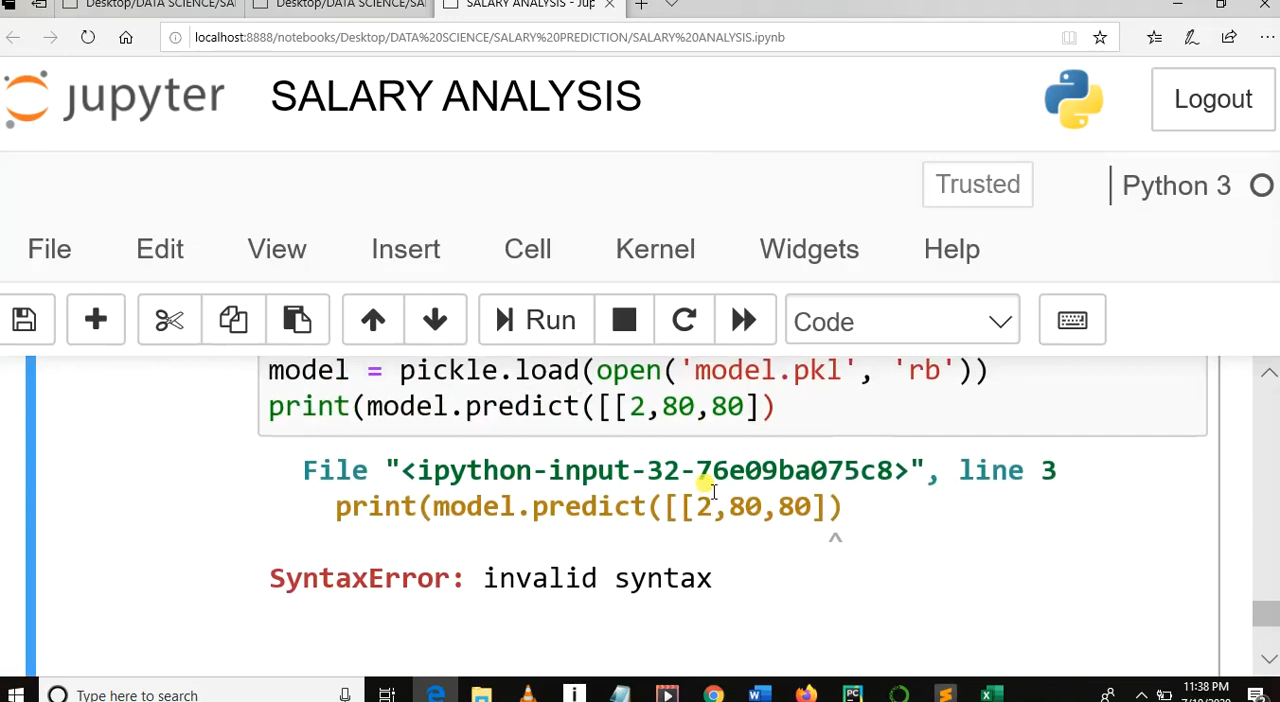 Desktop/DATA SCIENCE/SA
Desktop/DATA SCIENCE/SA
SALARY ANALYSIS - Jup
localhost:8888/notebooks/Desktop/DATA%20SCIENCE/SALARY%20PREDICTION/SALARY%20ANALYSIS.ipynb
jupyter SALARY ANALYSIS Logout
Trusted Python 3
File Edit View Insert Cell Kernel Widgets Help
Run Code
model = pickle.load(open('model.pkl', 'rb'))
print(model.predict([[2,80,80])
File "<ipython-input-32-76e09ba075c8>", line 3
print(model.predict([[2,80,80])
^
SyntaxError: invalid syntax
Type here to search
11:38 PM